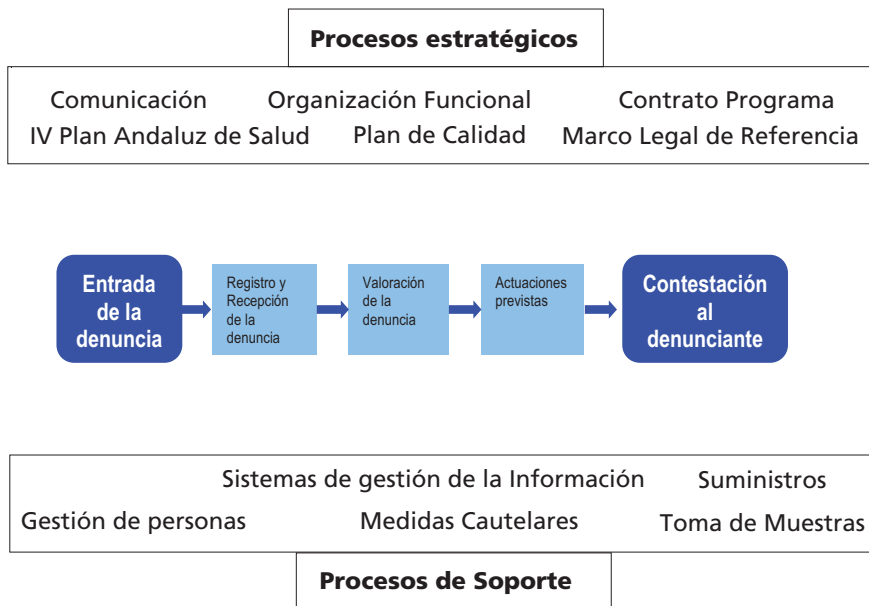 Procesos estratégicos
Comunicación Organización Funcional Contrato Programa
IV Plan Andaluz de Salud Plan de Calidad Marco Legal de Referencia
Entrada
de la
denuncia
Registro y
Recepción
de la
denuncia
Valoración
de la
denuncia
Actuaciones
previstas
Contestación
al
denunciante
Sistemas de gestión de la Información Suministros
Gestión de personas Medidas Cautelares Toma de Muestras
Procesos de Soporte